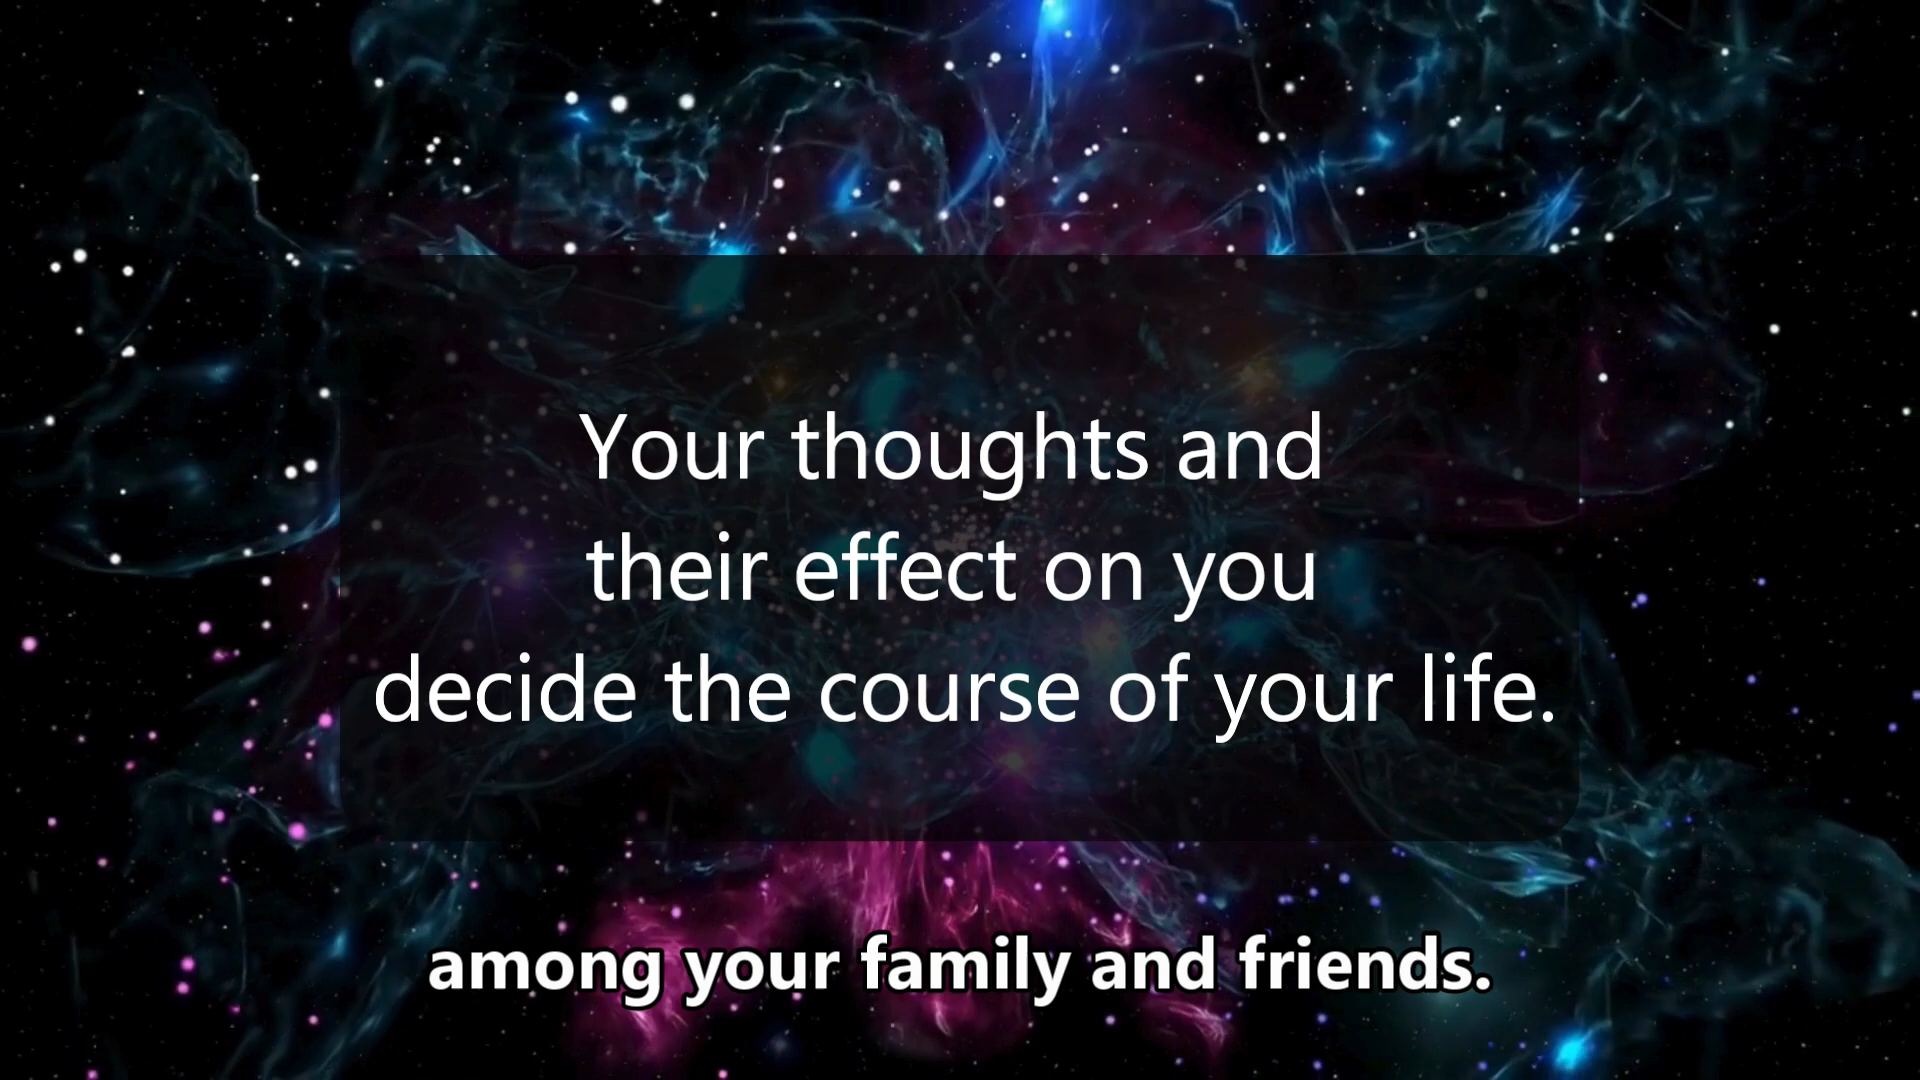 Your thoughts and
their effect on you
decide the course of your life.
among your family and friends.